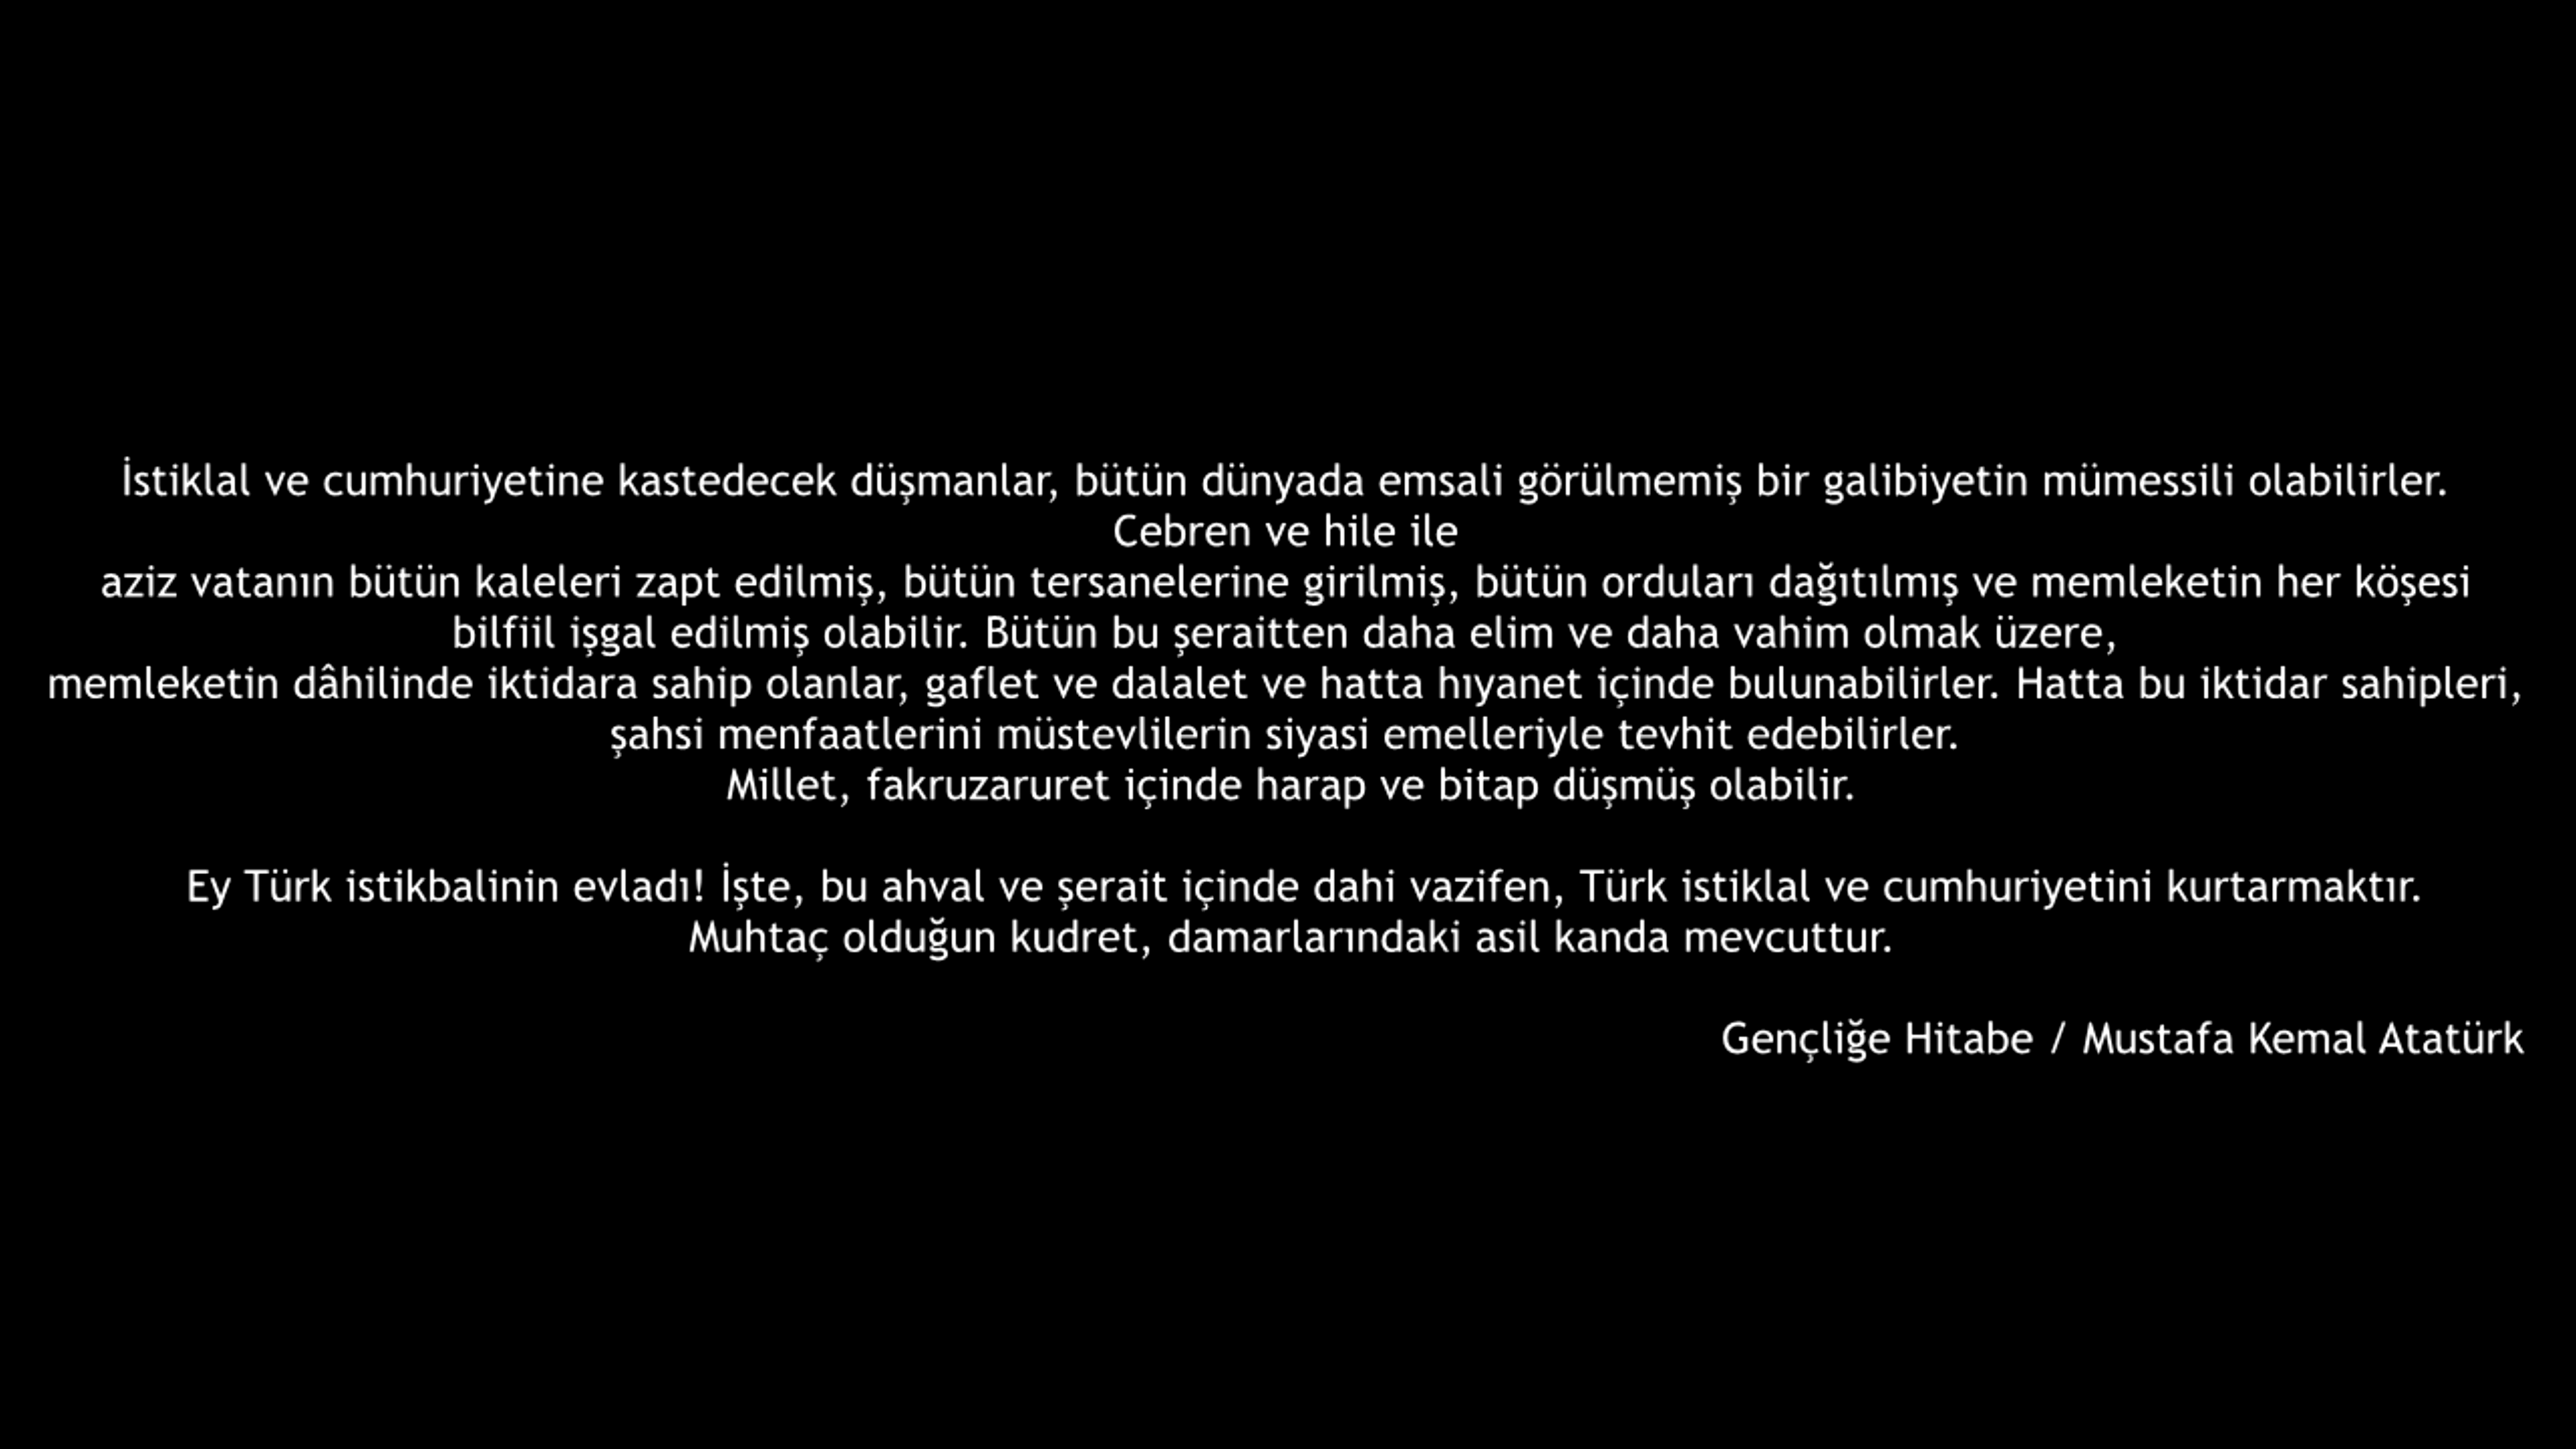 İstiklal ve cumhuriyetine kastedecek düşmanlar, bütün dünyada emsali görülmemiş bir galibiyetin mümessili olabilirler.
Cebren ve hile ile
aziz vatanın bütün kaleleri zapt edilmiş, bütün tersanelerine girilmiş, bütün orduları dağıtılmış ve memleketin her köşesi
bilfiil işgal edilmiş olabilir. Bütün bu şeraitten daha elim ve daha vahim olmak üzere,
memleketin dâhilinde iktidara sahip olanlar, gaflet ve dalalet ve hatta hıyanet içinde bulunabilirler. Hatta bu iktidar sahipleri,
şahsi menfaatlerini müstevlilerin siyasi emelleriyle tevhit edebilirler.
Millet, fakruzaruret içinde harap ve bitap düşmüş olabilir.
Ey Türk istikbalinin evladı! İşte, bu ahval ve şerait içinde dahi vazifen, Türk istiklal ve cumhuriyetini kurtarmaktır.
Muhtaç olduğun kudret, damarlarındaki asil kanda mevcuttur.
Gençliğe Hitabe / Mustafa Kemal Atatürk